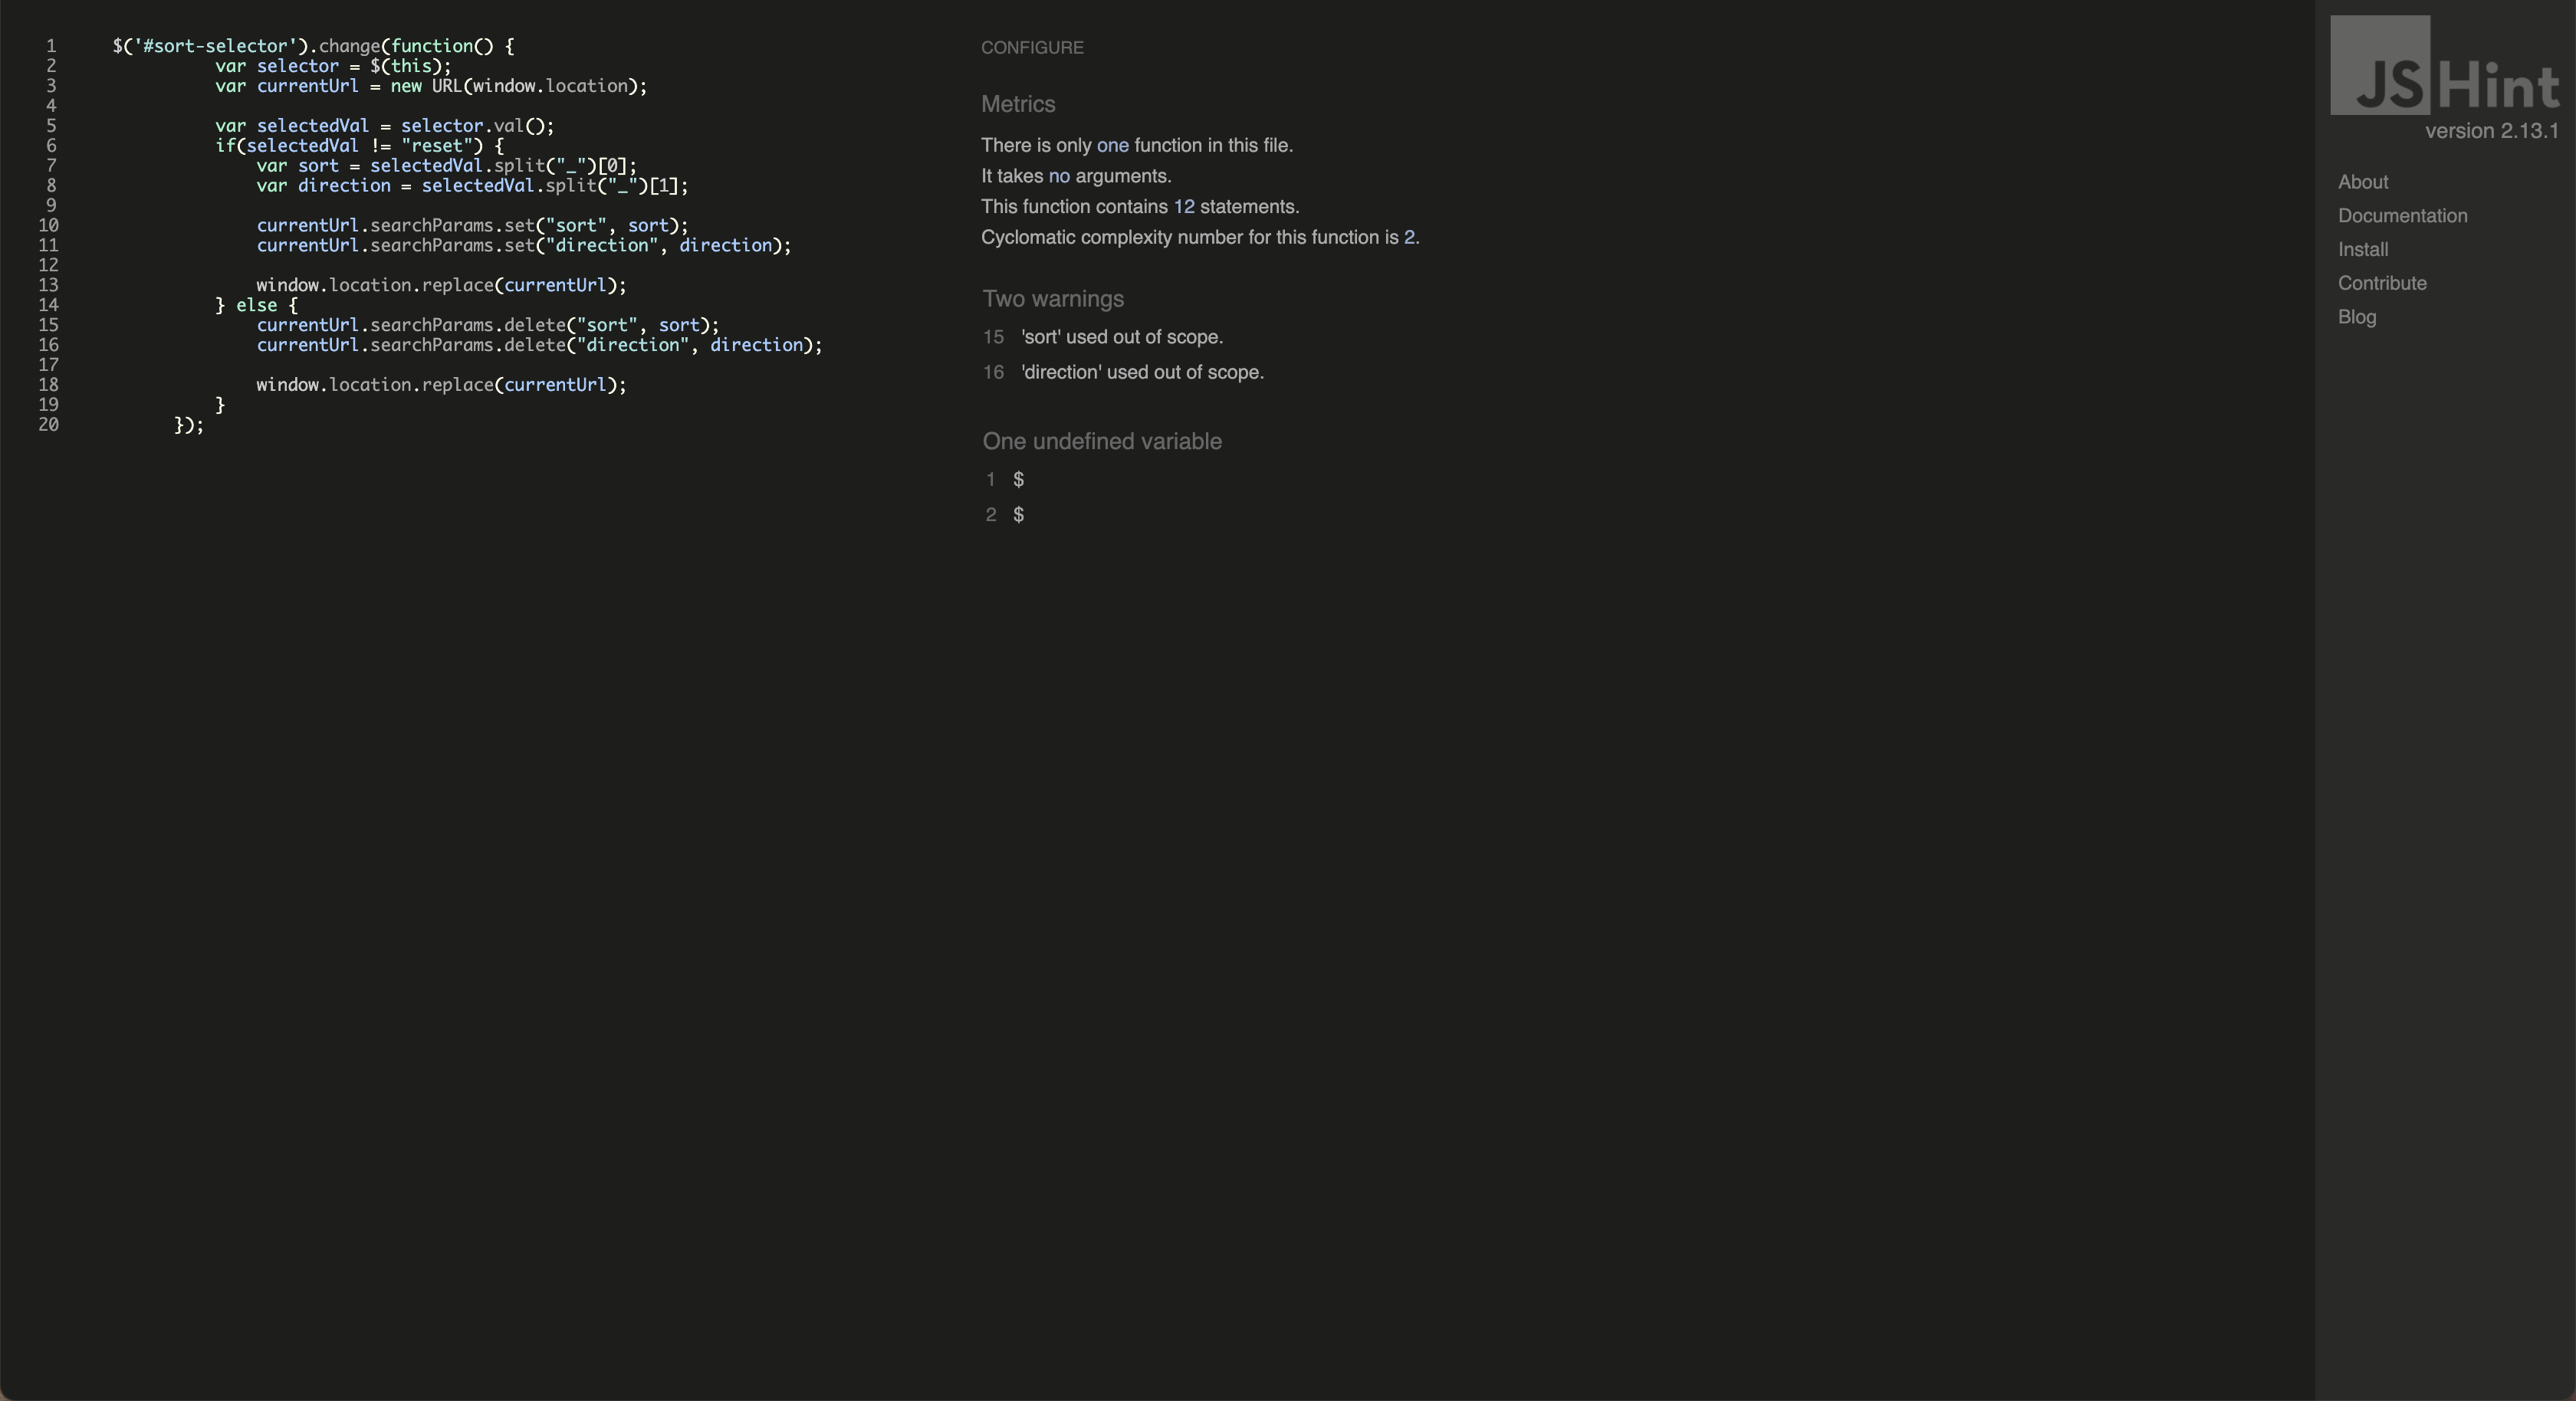 1 $('#sort-selector').change(function() {
2 var selector = $(this);
3 var currentUrl = new URL(window.location);
4
5 var selectedVal = selector.val();
6 if(selectedVal != "reset") {
7 var sort = selectedVal.split("_")[0];
8 var direction = selectedVal.split("_")[1];
9
10 currentUrl.searchParams.set("sort", sort);
11 currentUrl.searchParams.set("direction", direction);
12
13 window.location.replace(currentUrl);
14 } else {
15 currentUrl.searchParams.delete("sort", sort);
16 currentUrl.searchParams.delete("direction", direction);
17
18 window.location.replace(currentUrl);
19 }
20 });
CONFIGURE
Metrics
There is only one function in this file.
It takes no arguments.
This function contains 12 statements.
Cyclomatic complexity number for this function is 2.
Two warnings
15 'sort' used out of scope.
16 'direction' used out of scope.
One undefined variable
1 $
2 $
JSHint
version 2.13.1
About
Documentation
Install
Contribute
Blog